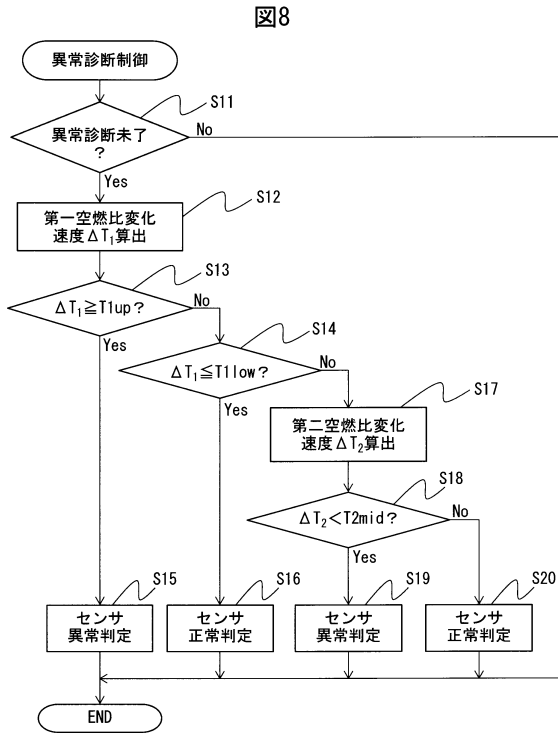 図8
異常診断制御
S11
異常診断未了
?
No
Yes
S12
第一空燃比変化
速度ΔT₁算出
S13
ΔT₁≧T1up?
No
Yes
S14
ΔT₁≦T1low?
No
Yes
S17
第二空燃比変化
速度ΔT₂算出
S18
ΔT₂<T2mid?
No
Yes
S15
センサ
異常判定
S16
センサ
正常判定
S19
センサ
異常判定
S20
センサ
正常判定
END